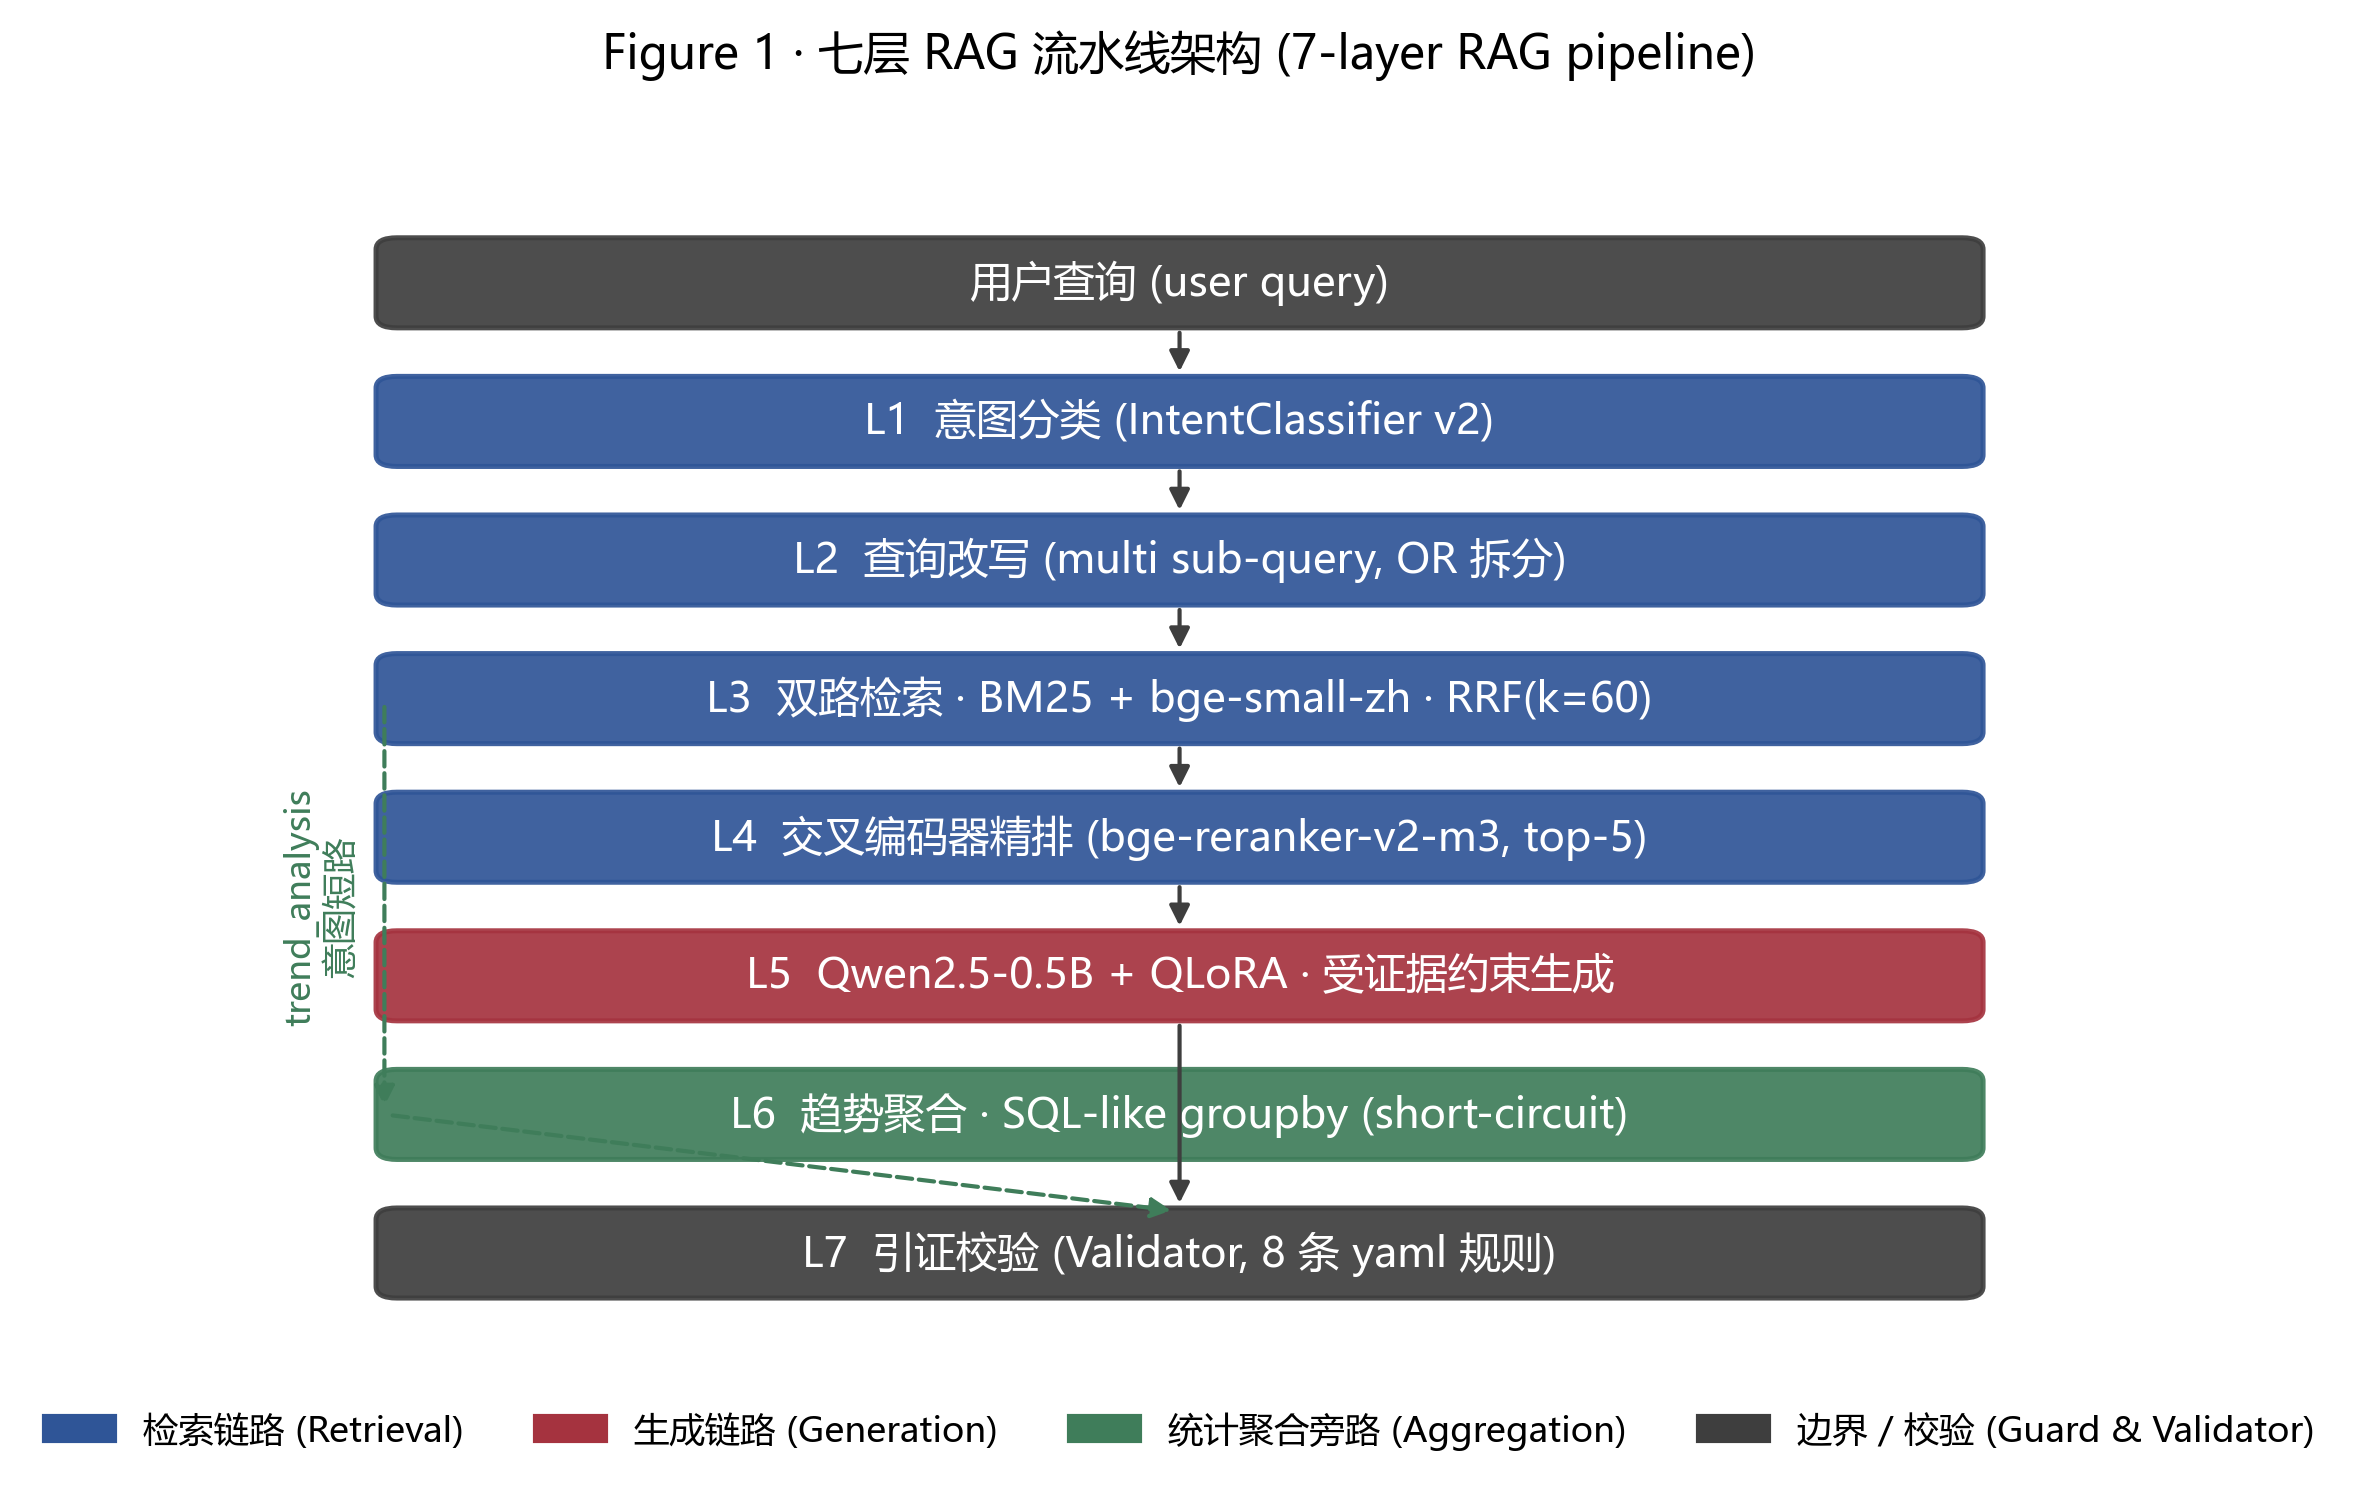 Figure 1 · 七层 RAG 流水线架构 (7-layer RAG pipeline)
用户查询 (user query)
L1 意图分类 (IntentClassifier v2)
L2 查询改写 (multi sub-query, OR 拆分)
L3 双路检索 · BM25 + bge-small-zh · RRF(k=60)
L4 交叉编码器精排 (bge-reranker-v2-m3, top-5)
trend_analysis
意图短路
L5 Qwen2.5-0.5B + QLoRA · 受证据约束生成
L6 趋势聚合 · SQL-like groupby (short-circuit)
L7 引证校验 (Validator, 8 条 yaml 规则)
检索链路 (Retrieval)
生成链路 (Generation)
统计聚合旁路 (Aggregation)
边界 / 校验 (Guard & Validator)